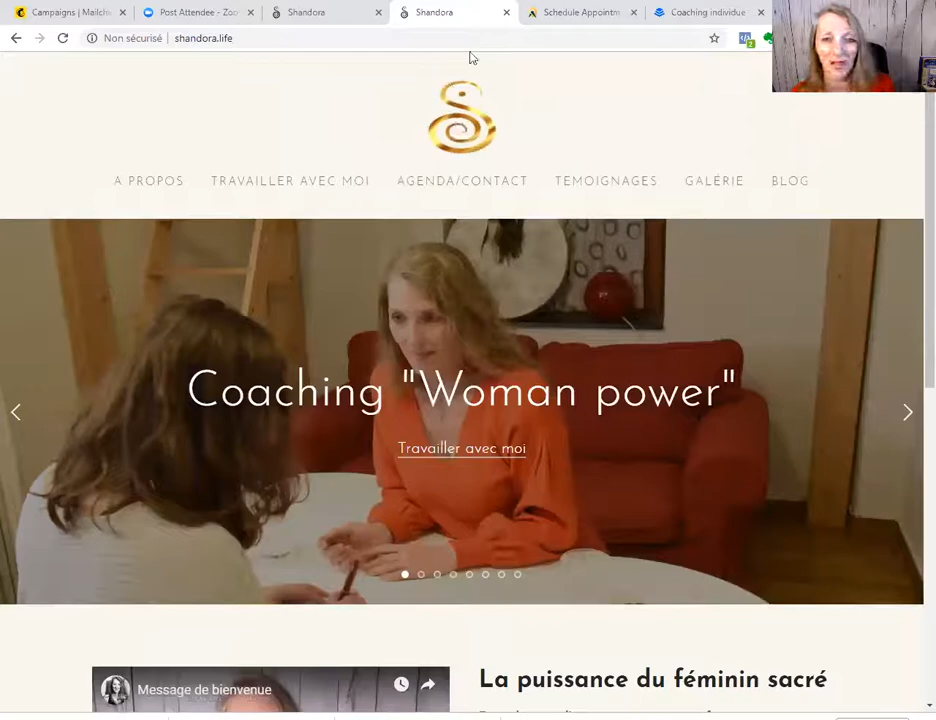 Campaigns | Mailchi
Post Attendee - Zoo
Shandora
Shandora
Schedule Appointm
Coaching individue
Non sécurisé
shandora.life
2
A PROPOS
TRAVAILLER AVEC MOI
AGENDA/CONTACT
TEMOIGNAGES
GALÉRIE
BLOG
Coaching "Woman power"
Travailler avec moi
Message de bienvenue
La puissance du féminin sacré